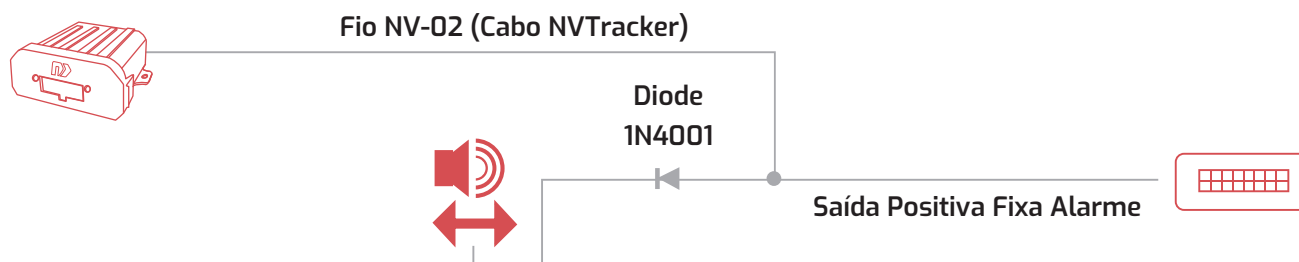 Fio NV-02 (Cabo NVTracker)
Diode
1N4001
Saída Positiva Fixa Alarme